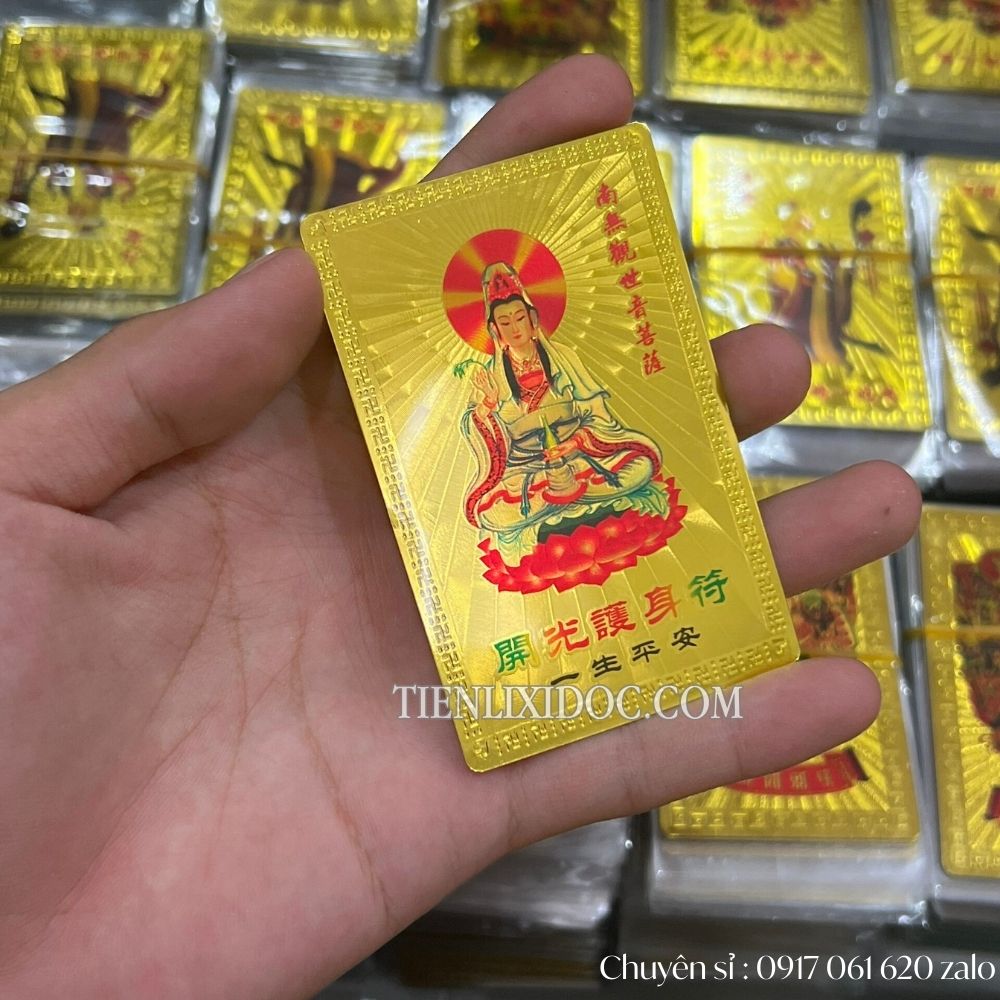 南無觀世音菩薩
開光護身符
一生平安
TIENLIXIDOC.COM
Chuyên sỉ : 0917 061 620 zalo